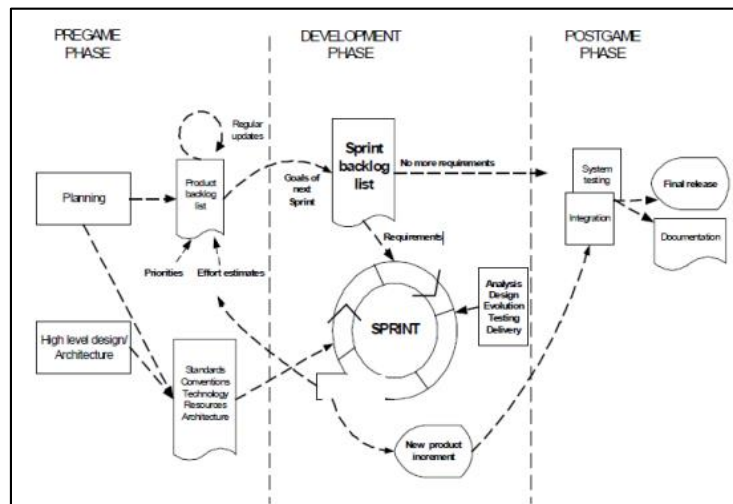 PREGAME
PHASE
DEVELOPMENT
PHASE
POSTGAME
PHASE
Regular
updates
Planning
Product
backlog
list
Goals of
next
Sprint
Sprint
backlog
list
No more requirements
System
testing
Integration
Final release
Documentation
Priorities
Effort estimates
Requirements
High level design/
Architecture
Standards
Conventions
Technology
Resources
Architecture
SPRINT
Analysis
Design
Evolution
Testing
Delivery
New product
increment